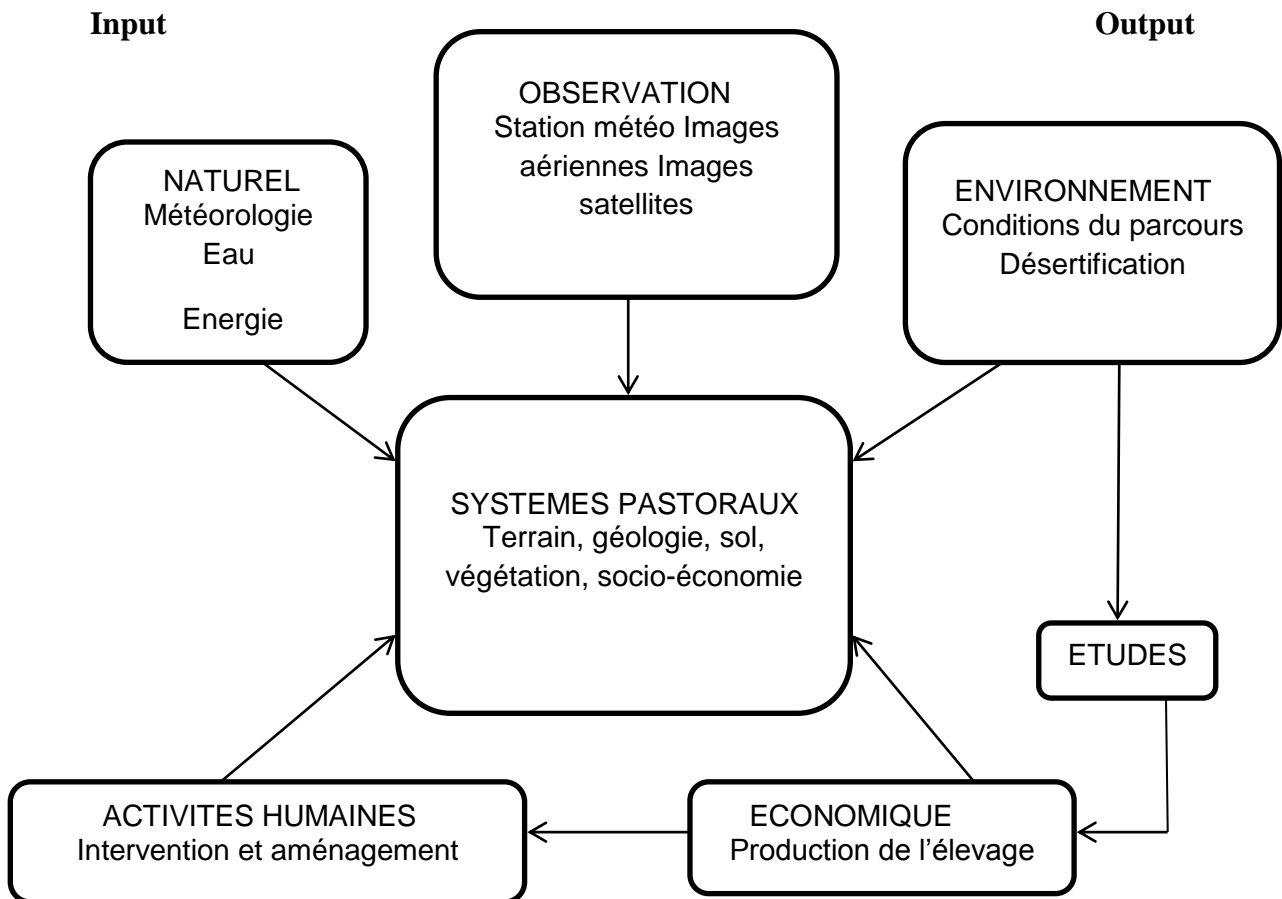 Input
Output
OBSERVATION
Station météo Images
aériennes Images
satellites
NATUREL
Météorologie
Eau
Energie
ENVIRONNEMENT
Conditions du parcours
Désertification
SYSTEMES PASTORAUX
Terrain, géologie, sol,
végétation, socio-économie
ETUDES
ACTIVITES HUMAINES
Intervention et aménagement
ECONOMIQUE
Production de l’élevage